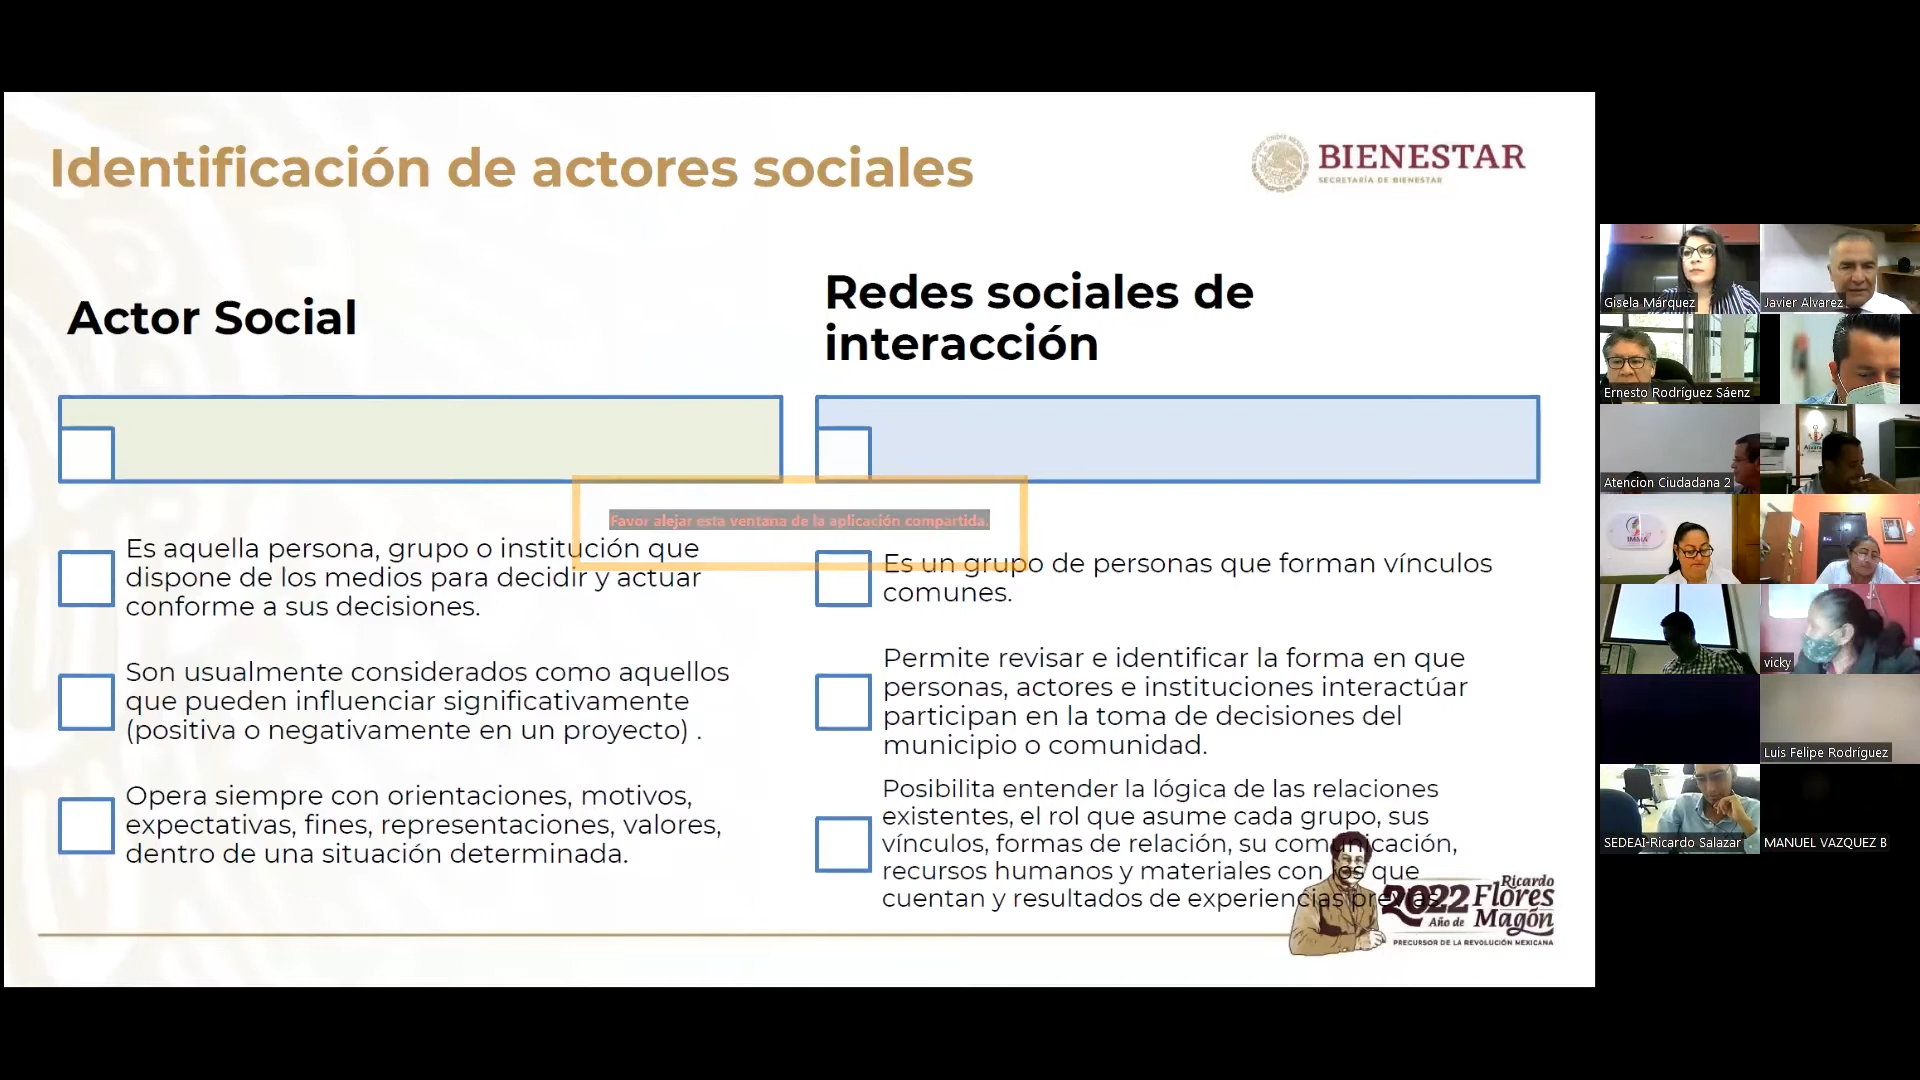 Identificación de actores sociales
BIENESTAR
SECRETARÍA DE BIENESTAR
Actor Social
Redes sociales de
interacción
Favor alejar esta ventana de la aplicación compartida.
Es aquella persona, grupo o institución que
dispone de los medios para decidir y actuar
conforme a sus decisiones.
Son usualmente considerados como aquellos
que pueden influenciar significativamente
(positiva o negativamente en un proyecto) .
Opera siempre con orientaciones, motivos,
expectativas, fines, representaciones, valores,
dentro de una situación determinada.
Es un grupo de personas que forman vínculos
comunes.
Permite revisar e identificar la forma en que
personas, actores e instituciones interactúar
participan en la toma de decisiones del
municipio o comunidad.
Posibilita entender la lógica de las relaciones
existentes, el rol que asume cada grupo, sus
vínculos, formas de relación, su comunicación,
recursos humanos y materiales con los que
cuentan y resultados de experiencias previas.
2022 Ricardo
Flores
Año de Magón
PRECURSOR DE LA REVOLUCIÓN MEXICANA
Gisela Márquez
Javier Alvarez
Ernesto Rodríguez Sáenz
Atencion Ciudadana 2
IMMA
vicky
Luis Felipe Rodríguez
SEDEAI-Ricardo Salazar
MANUEL VAZQUEZ B